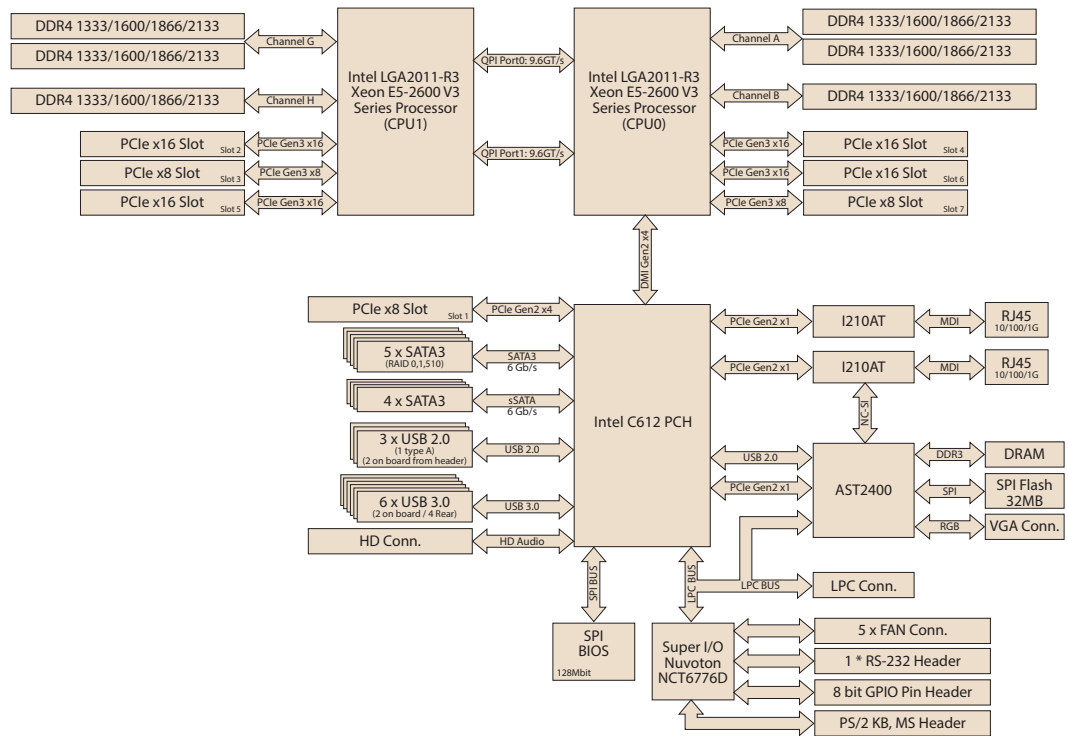 DDR4 1333/1600/1866/2133
DDR4 1333/1600/1866/2133
Channel G
DDR4 1333/1600/1866/2133
Channel H
PCIe x16 Slot
Slot 2
PCIe Gen3 x16
PCIe x8 Slot
Slot 3
PCIe Gen3 x8
PCIe x16 Slot
Slot 5
PCIe Gen3 x16
Intel LGA2011-R3
Xeon E5-2600 V3
Series Processor
(CPU1)
QPI Port0: 9.6GT/s
QPI Port1: 9.6GT/s
Intel LGA2011-R3
Xeon E5-2600 V3
Series Processor
(CPU0)
Channel A
DDR4 1333/1600/1866/2133
DDR4 1333/1600/1866/2133
Channel B
DDR4 1333/1600/1866/2133
PCIe Gen3 x16
PCIe x16 Slot
Slot 4
PCIe Gen3 x16
PCIe x16 Slot
Slot 6
PCIe Gen3 x8
PCIe x8 Slot
Slot 7
DMI Gen2 x4
PCIe x8 Slot
Slot 1
PCIe Gen2 x4
5 x SATA3
(RAID 0,1,510)
SATA3
6 Gb/s
4 x SATA3
sSATA
6 Gb/s
3 x USB 2.0
(1 type A)
(2 on board from header)
USB 2.0
6 x USB 3.0
(2 on board / 4 Rear)
USB 3.0
HD Conn.
HD Audio
Intel C612 PCH
PCIe Gen2 x1
I210AT
MDI
RJ45
10/100/1G
PCIe Gen2 x1
I210AT
MDI
RJ45
10/100/1G
NC-SI
USB 2.0
PCIe Gen2 x1
AST2400
DDR3
DRAM
SPI
SPI Flash
32MB
RGB
VGA Conn.
SPI BUS
LPC BUS
LPC BUS
LPC Conn.
SPI
BIOS
128Mbit
Super I/O
Nuvoton
NCT6776D
5 x FAN Conn.
1 * RS-232 Header
8 bit GPIO Pin Header
PS/2 KB, MS Header